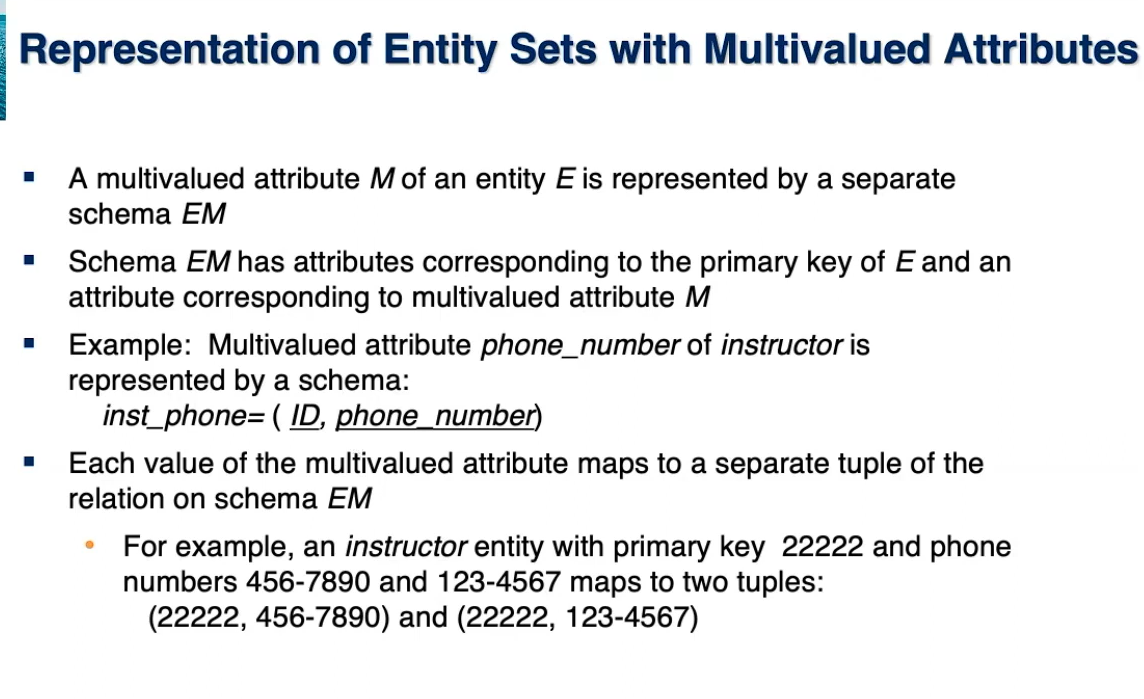 Representation of Entity Sets with Multivalued Attributes
▪ A multivalued attribute M of an entity E is represented by a separate
schema EM
▪ Schema EM has attributes corresponding to the primary key of E and an
attribute corresponding to multivalued attribute M
▪ Example:  Multivalued attribute phone_number of instructor is
represented by a schema:
inst_phone= ( ID, phone_number)
▪ Each value of the multivalued attribute maps to a separate tuple of the
relation on schema EM
• For example, an instructor entity with primary key  22222 and phone
numbers 456-7890 and 123-4567 maps to two tuples:
(22222, 456-7890) and (22222, 123-4567)